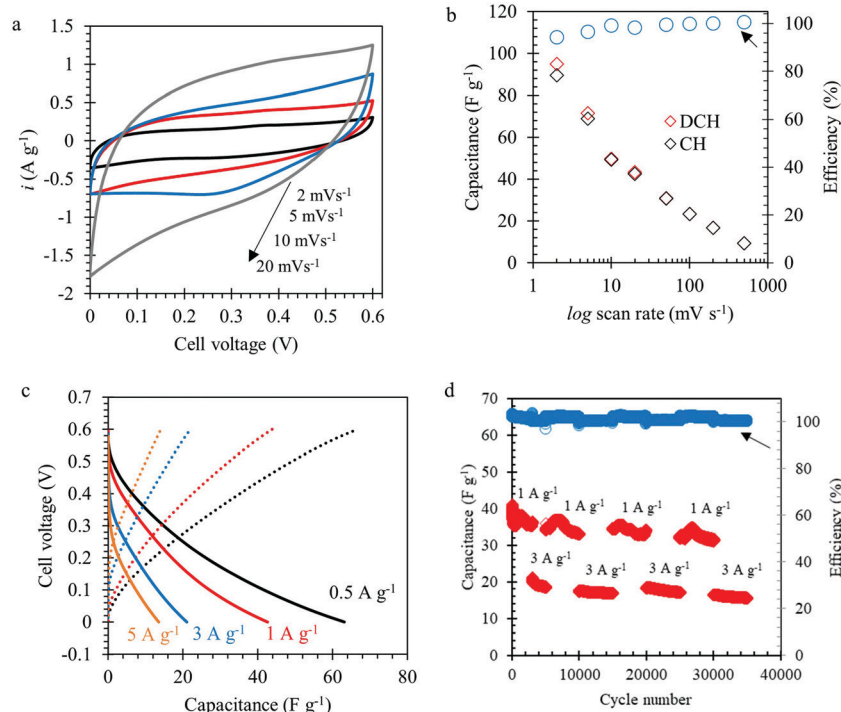 a
1.5
1
0.5
0
-0.5
-1
-1.5
-2
i (A g-1)
2 mVs-1
5 mVs-1
10 mVs-1
20 mVs-1
0 0.1 0.2 0.3 0.4 0.5 0.6
Cell voltage (V)
b
120
100
80
60
40
20
0
Capacitance (F g-1)
DCH
CH
100
80
60
40
20
0
Efficiency (%)
1 10 100 1000
log scan rate (mV s-1)
c
0.7
0.6
0.5
0.4
0.3
0.2
0.1
0
-0.1
Cell voltage (V)
0.5 A g-1
5 A g-1 3 A g-1 1 A g-1
0 20 40 60 80
Capacitance (F g-1)
d
70
60
50
40
30
20
10
0
Capacitance (F g-1)
1 A g-1 1 A g-1 1 A g-1 1 A g-1
3 A g-1 3 A g-1 3 A g-1 3 A g-1
100
80
60
40
20
0
Efficiency (%)
0 10000 20000 30000 40000
Cycle number